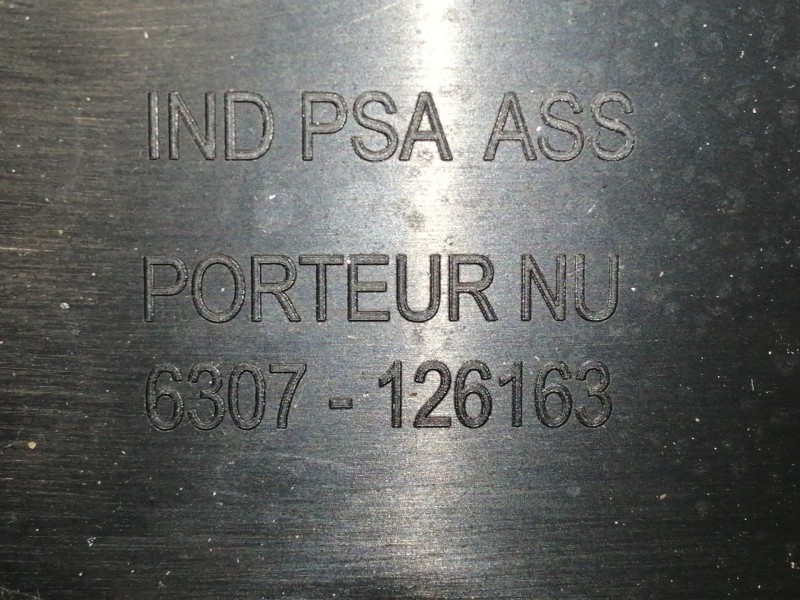 IND PSA ASS
PORTEUR NU
6307 - 126163